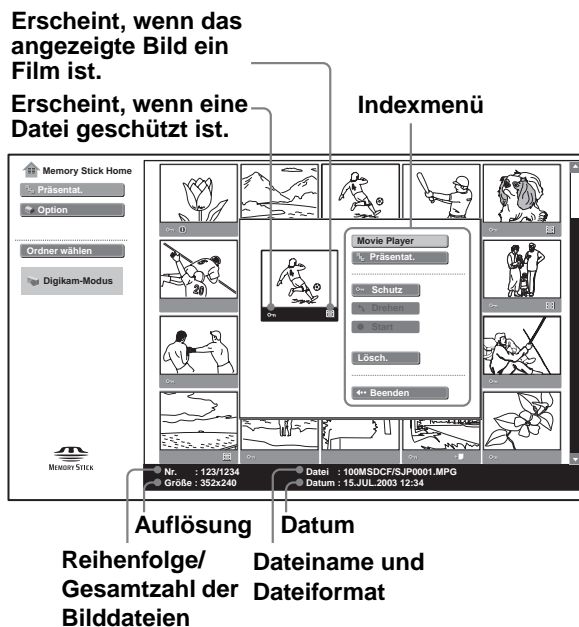 Erscheint, wenn das
angezeigte Bild ein
Film ist.
Erscheint, wenn eine
Datei geschützt ist.
Indexmenü
Memory Stick Home
Präsentat.
Option
Ordner wählen
Digikam-Modus
Movie Player
Präsentat.
Schutz
Drehen
Start
Lösch.
Beenden
20
MEMORY STICK
Nr. : 123/1234
Größe : 352x240
Datei : 100MSDCF/SJP0001.MPG
Datum : 15.JUL.2003 12:34
Auflösung
Datum
Reihenfolge/
Gesamtzahl der
Bilddateien
Dateiname und
Dateiformat